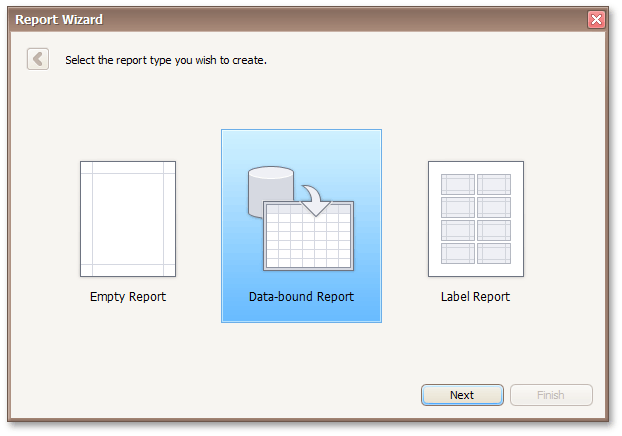 Report Wizard
Select the report type you wish to create.
Empty Report
Data-bound Report
Label Report
Next
Finish